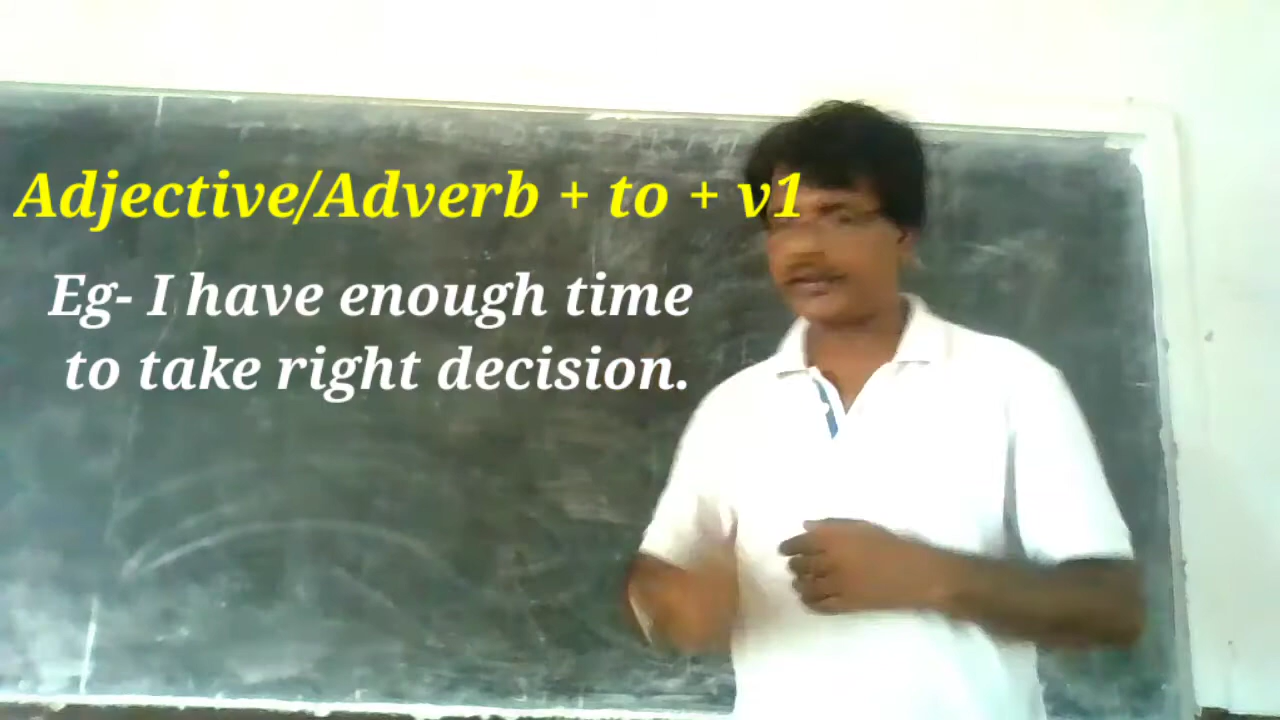 Adjective/Adverb + to + v1
Eg- I have enough time
to take right decision.